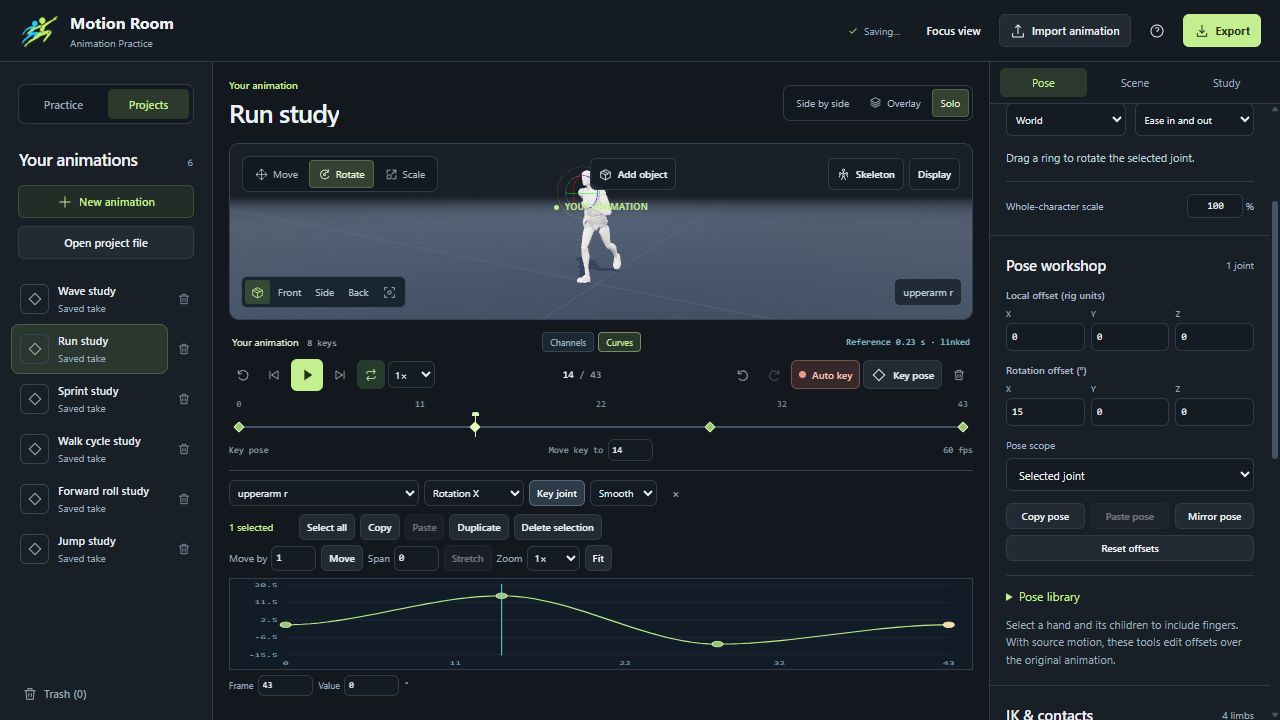 Motion Room
Animation Practice
Saving...
Focus view
Import animation
Export
Practice
Projects
Your animations
6
New animation
Open project file
Wave study
Saved take
Run study
Saved take
Sprint study
Saved take
Walk cycle study
Saved take
Forward roll study
Saved take
Jump study
Saved take
Trash (0)
Your animation
Run study
Side by side
Overlay
Solo
Move
Rotate
Scale
Add object
Skeleton
Display
YOUR ANIMATION
Front
Side
Back
upperarm r
Your animation 8 keys
Channels
Curves
Reference 0.23 s · linked
1×
14 / 43
Auto key
Key pose
0 11 22 32 43
Key pose
Move key to 14
60 fps
upperarm r
Rotation X
Key joint
Smooth
×
1 selected
Select all
Copy
Paste
Duplicate
Delete selection
Move by 1
Move
Span 0
Stretch
Zoom 1×
Fit
20.5
11.5
2.5
-6.5
-15.5
0 11 22 32 43
Frame 43 Value 0 °
Pose
Scene
Study
World
Ease in and out
Drag a ring to rotate the selected joint.
Whole-character scale 100 %
Pose workshop
1 joint
Local offset (rig units)
X Y Z
0 0 0
Rotation offset (°)
X Y Z
15 0 0
Pose scope
Selected joint
Copy pose
Paste pose
Mirror pose
Reset offsets
Pose library
Select a hand and its children to include fingers.
With source motion, these tools edit offsets over
the original animation.
IK & contacts
4 limbs